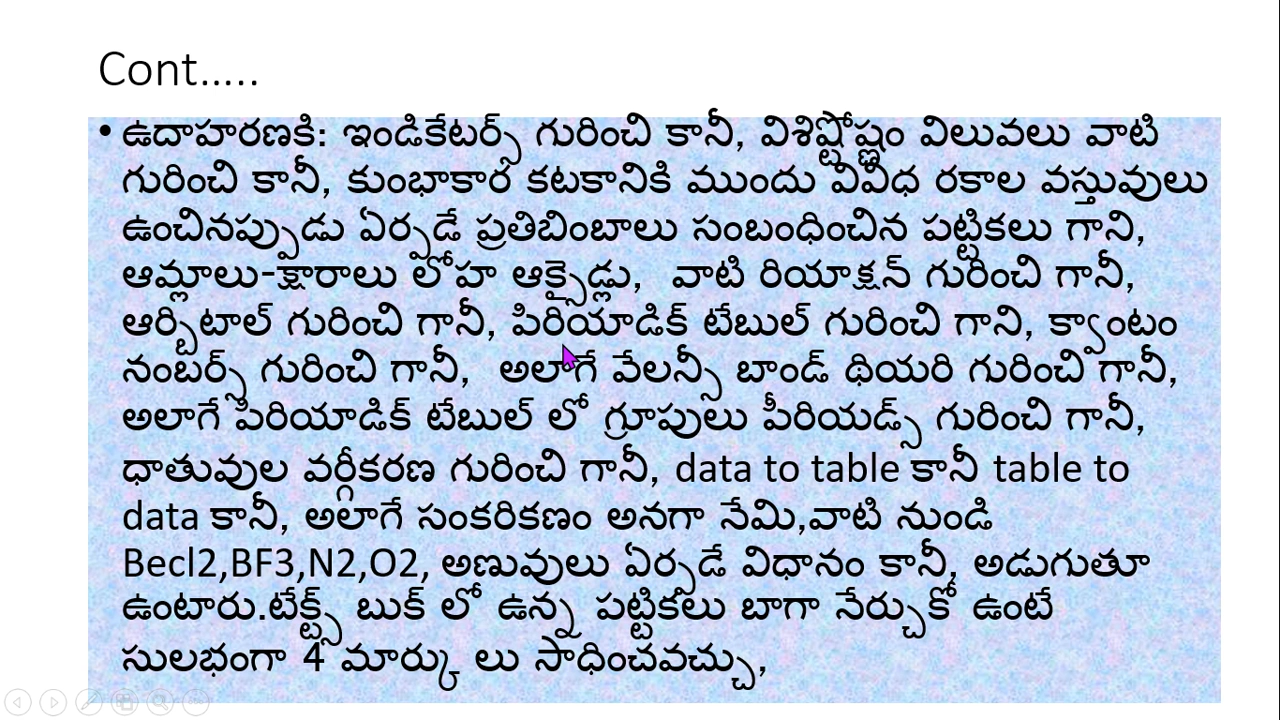 Cont…..
• ఉదాహరణకి: ఇండికేటర్స్ గురించి కానీ, విశిష్టోష్ణం విలువలు వాటి
గురించి కానీ, కుంభాకార కటకానికి ముందు వివిధ రకాల వస్తువులు
ఉంచినప్పుడు ఏర్పడే ప్రతిబింబాలు సంబంధించిన పట్టికలు గాని,
ఆమ్లాలు-క్షారాలు లోహ ఆక్సైడ్లు,  వాటి రియాక్షన్ గురించి గానీ,
ఆర్బిటాల్ గురించి గానీ, పిరియాడిక్ టేబుల్ గురించి గాని, క్వాంటం
నంబర్స్ గురించి గానీ,  అలాగే వేలన్సీ బాండ్ థియరి గురించి గానీ,
అలాగే పిరియాడిక్ టేబుల్ లో గ్రూపులు పీరియడ్స్ గురించి గానీ,
ధాతువుల వర్గీకరణ గురించి గానీ, data to table కానీ table to
data కానీ, అలాగే సంకరికణం అనగా నేమి,వాటి నుండి
Becl2,BF3,N2,O2, అణువులు ఏర్పడే విధానం కానీ, అడుగుతూ
ఉంటారు.టేక్ట్స్ బుక్ లో ఉన్న పట్టికలు బాగా నేర్చుకో ఉంటే
సులభంగా 4 మార్కు లు సాధించవచ్చు,